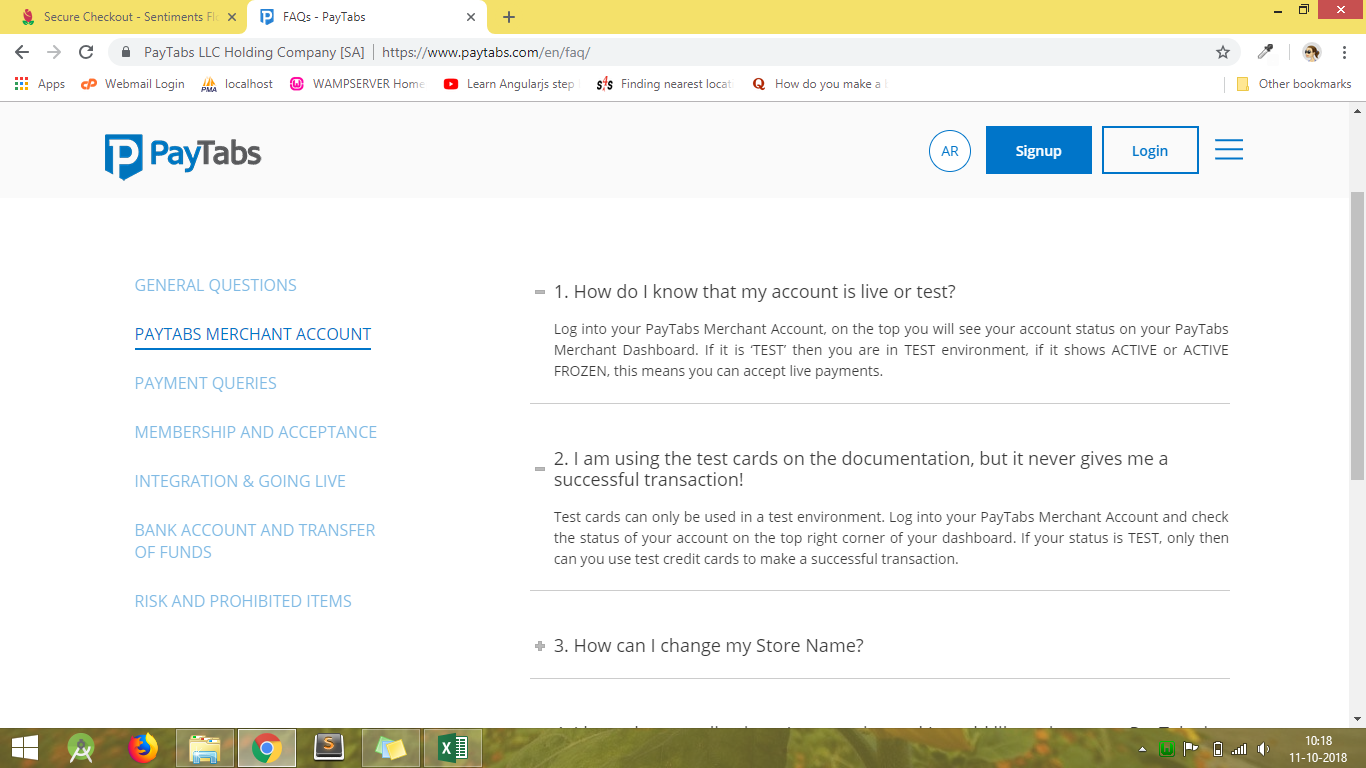 Secure Checkout - Sentiments Fl
FAQs - PayTabs
PayTabs LLC Holding Company [SA]
https://www.paytabs.com/en/faq/
Apps
Webmail Login
PMA
localhost
WAMPSERVER Home
Learn Angularjs step
Finding nearest locat
How do you make a
Other bookmarks
PayTabs
AR
Signup
Login
GENERAL QUESTIONS
PAYTABS MERCHANT ACCOUNT
PAYMENT QUERIES
MEMBERSHIP AND ACCEPTANCE
INTEGRATION & GOING LIVE
BANK ACCOUNT AND TRANSFER
OF FUNDS
RISK AND PROHIBITED ITEMS
1. How do I know that my account is live or test?
Log into your PayTabs Merchant Account, on the top you will see your account status on your PayTabs
Merchant Dashboard. If it is ‘TEST’ then you are in TEST environment, if it shows ACTIVE or ACTIVE
FROZEN, this means you can accept live payments.
2. I am using the test cards on the documentation, but it never gives me a
successful transaction!
Test cards can only be used in a test environment. Log into your PayTabs Merchant Account and check
the status of your account on the top right corner of your dashboard. If your status is TEST, only then
can you use test credit cards to make a successful transaction.
3. How can I change my Store Name?
10:18
11-10-2018